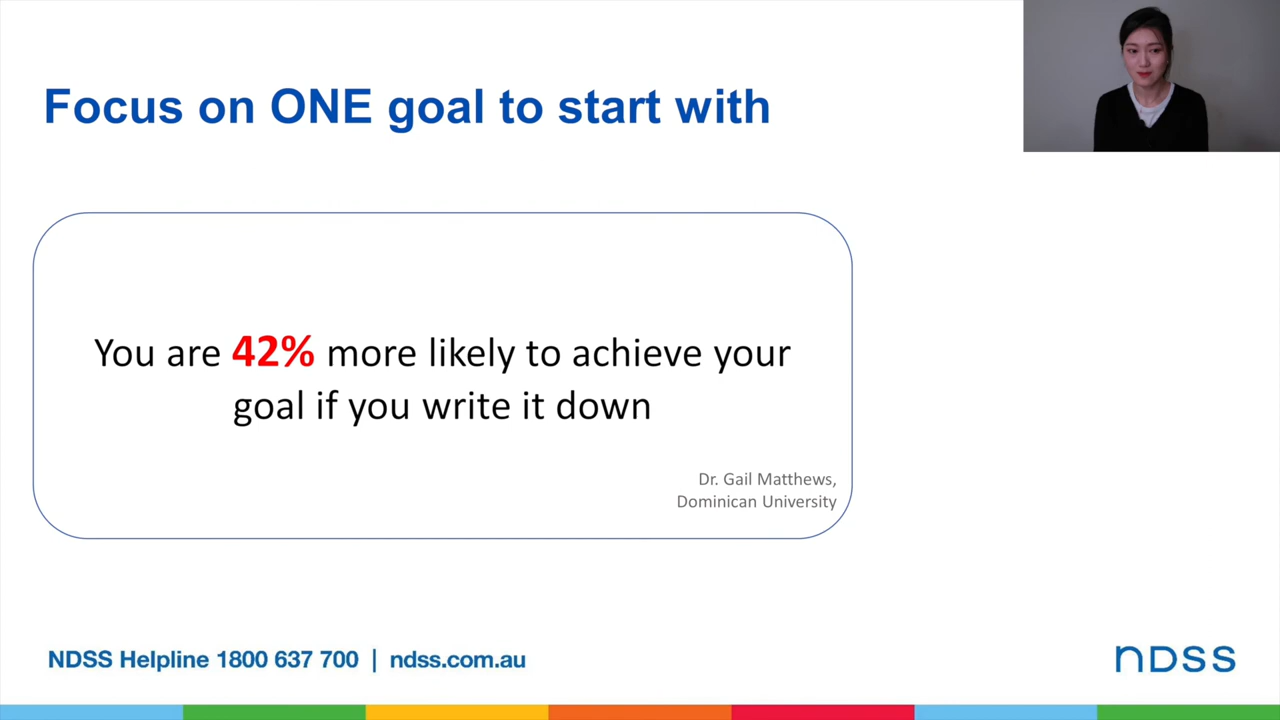 Focus on ONE goal to start with
You are 42% more likely to achieve your
goal if you write it down
Dr. Gail Matthews,
Dominican University
NDSS Helpline 1800 637 700 | ndss.com.au
ndss